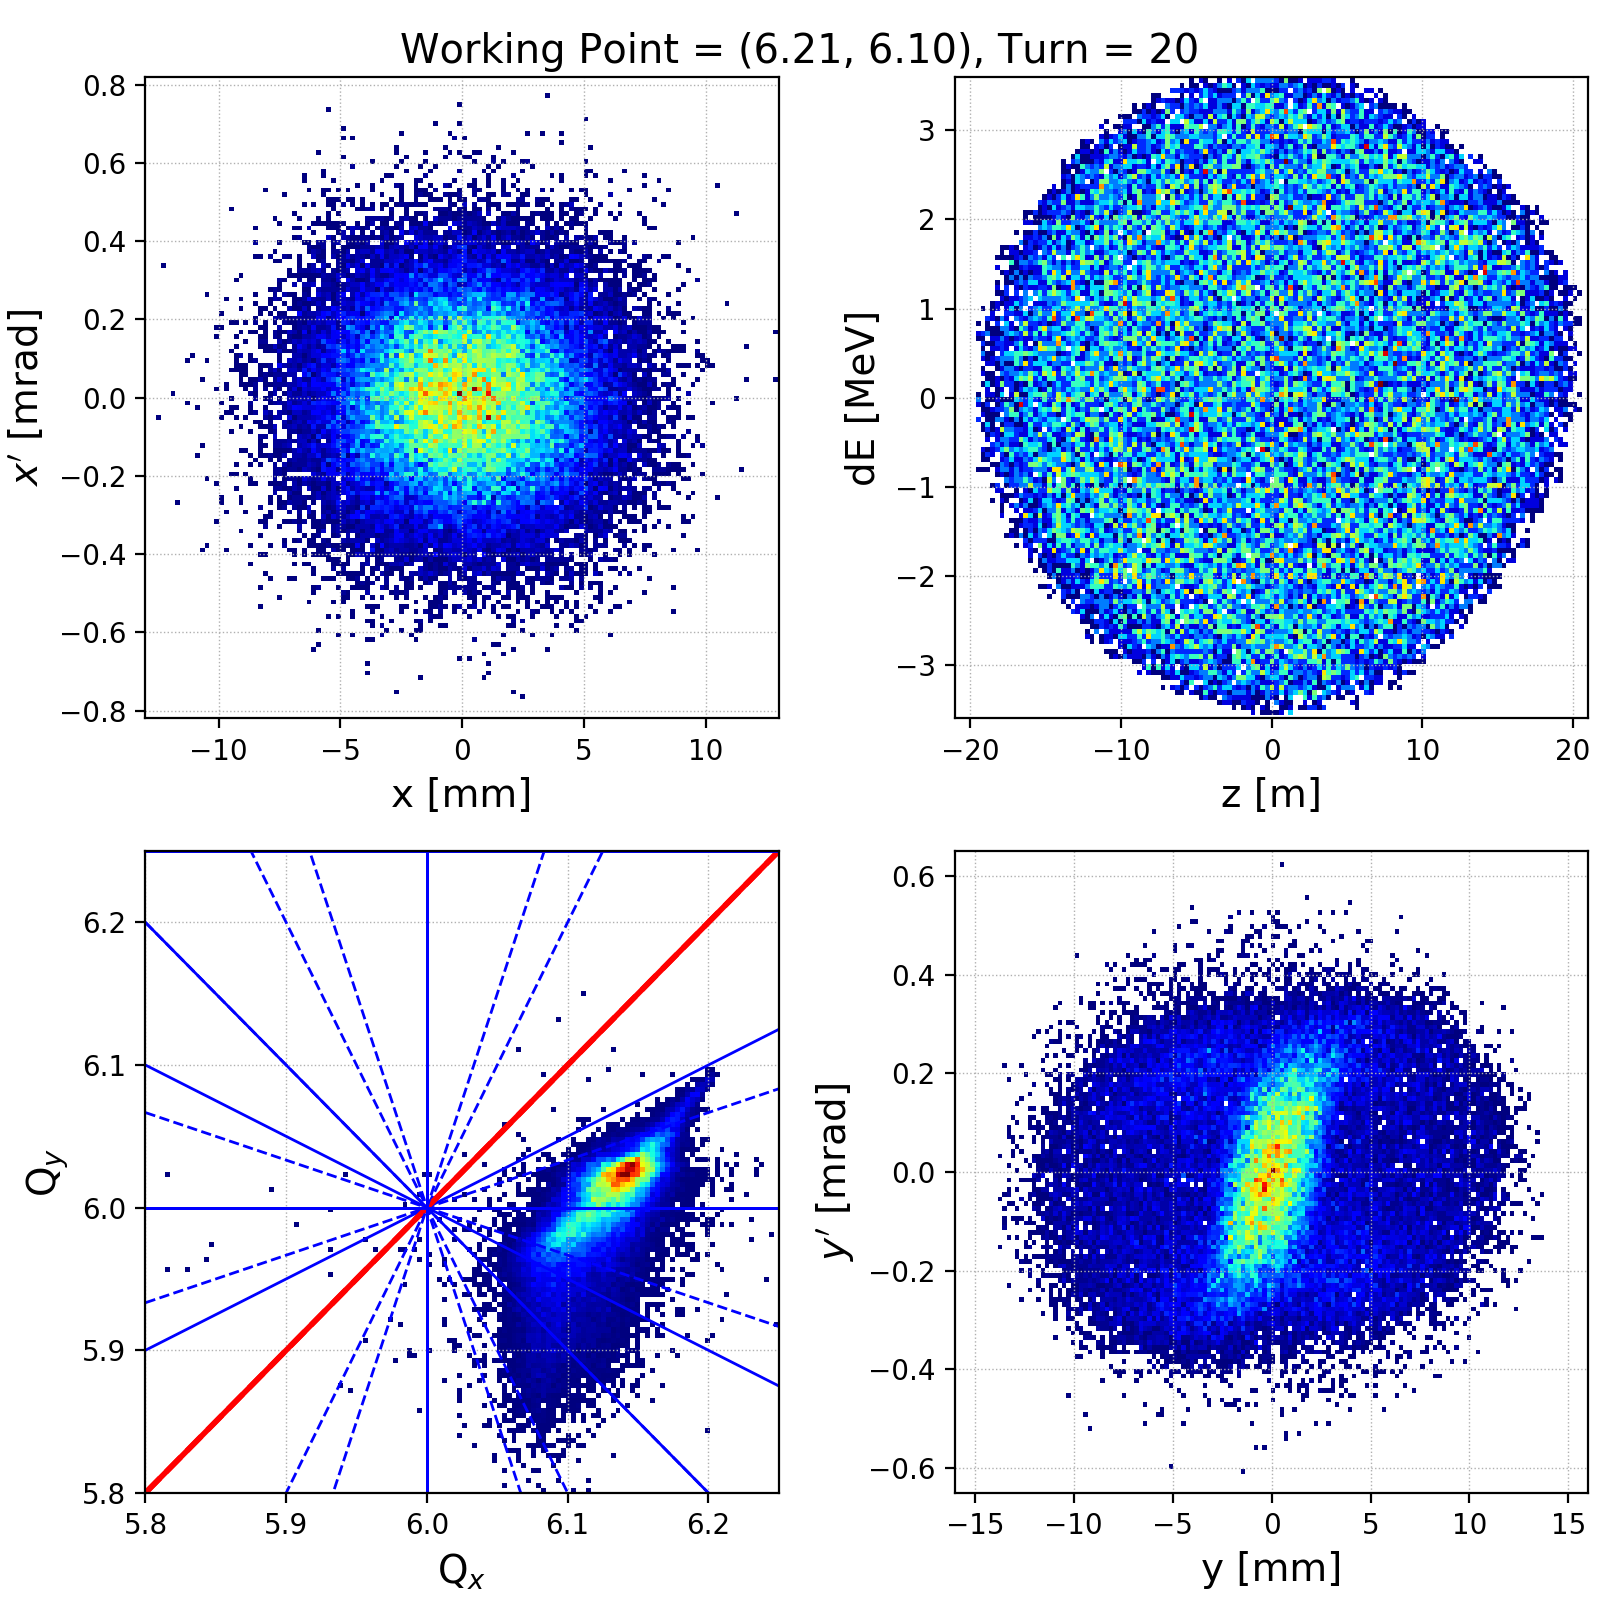 Working Point = (6.21, 6.10), Turn = 20
0.8
0.6
0.4
0.2
0.0
−0.2
−0.4
−0.6
−0.8
x′ [mrad]
−10 −5 0 5 10
x [mm]
3
2
1
0
−1
−2
−3
dE [MeV]
−20 −10 0 10 20
z [m]
6.2
6.1
6.0
5.9
5.8
Qy
5.8 5.9 6.0 6.1 6.2
Qx
0.6
0.4
0.2
0.0
−0.2
−0.4
−0.6
y′ [mrad]
−15 −10 −5 0 5 10 15
y [mm]